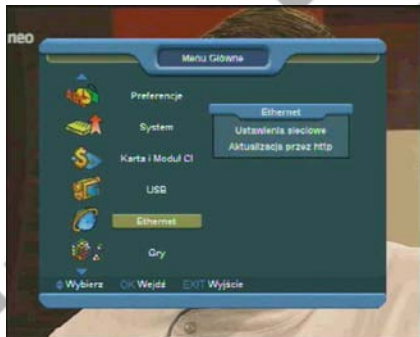 neo
Menu Główne
Preferencje
System
Karta i Moduł CI
USB
Ethernet
Gry
Ethernet
Ustawienia sieciowe
Aktualizacja przez http
Wybierz OK Wejdź EXIT Wyjście